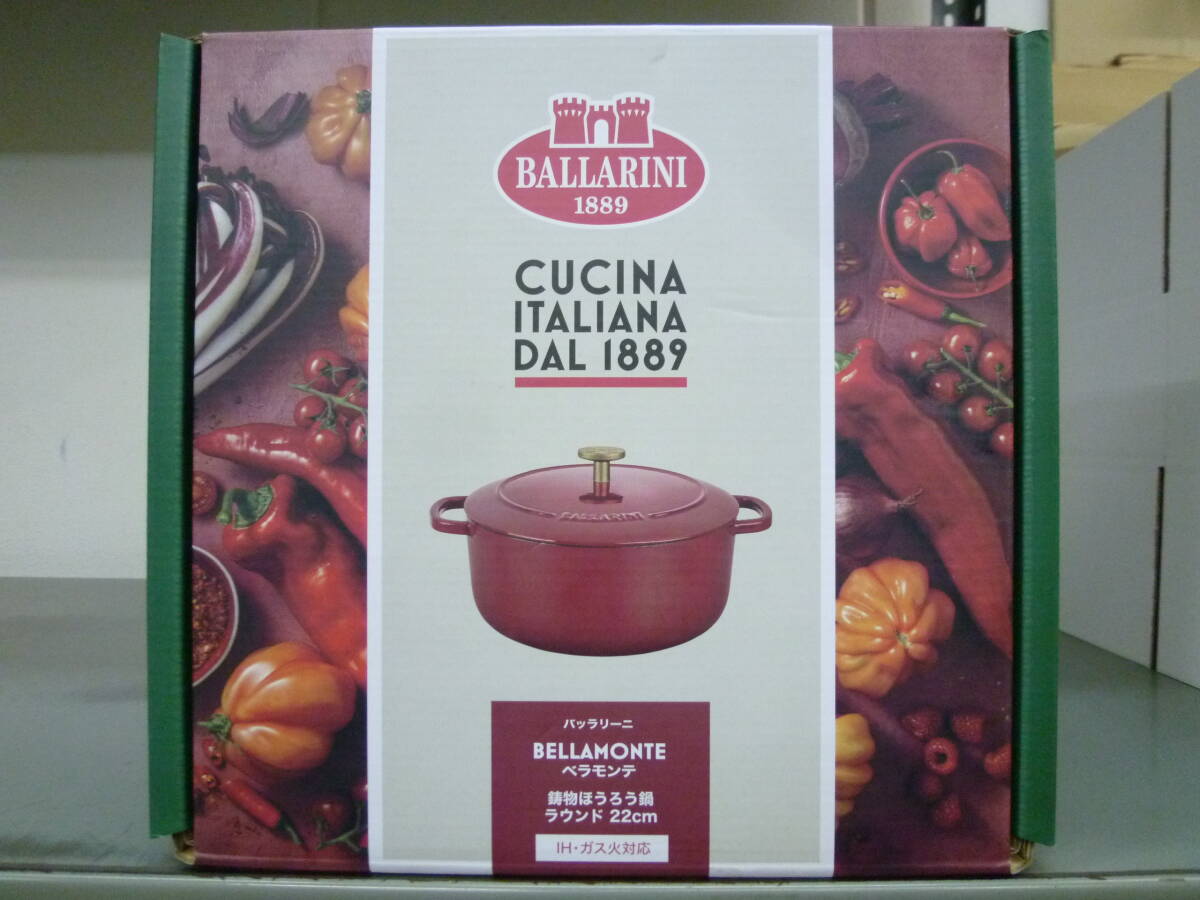 BALLARINI
1889
CUCINA
ITALIANA
DAL 1889
BALLARINI
バッラリーニ
BELLAMONTE
ベラモンテ
鋳物ほうろう鍋
ラウンド 22cm
IH・ガス火対応